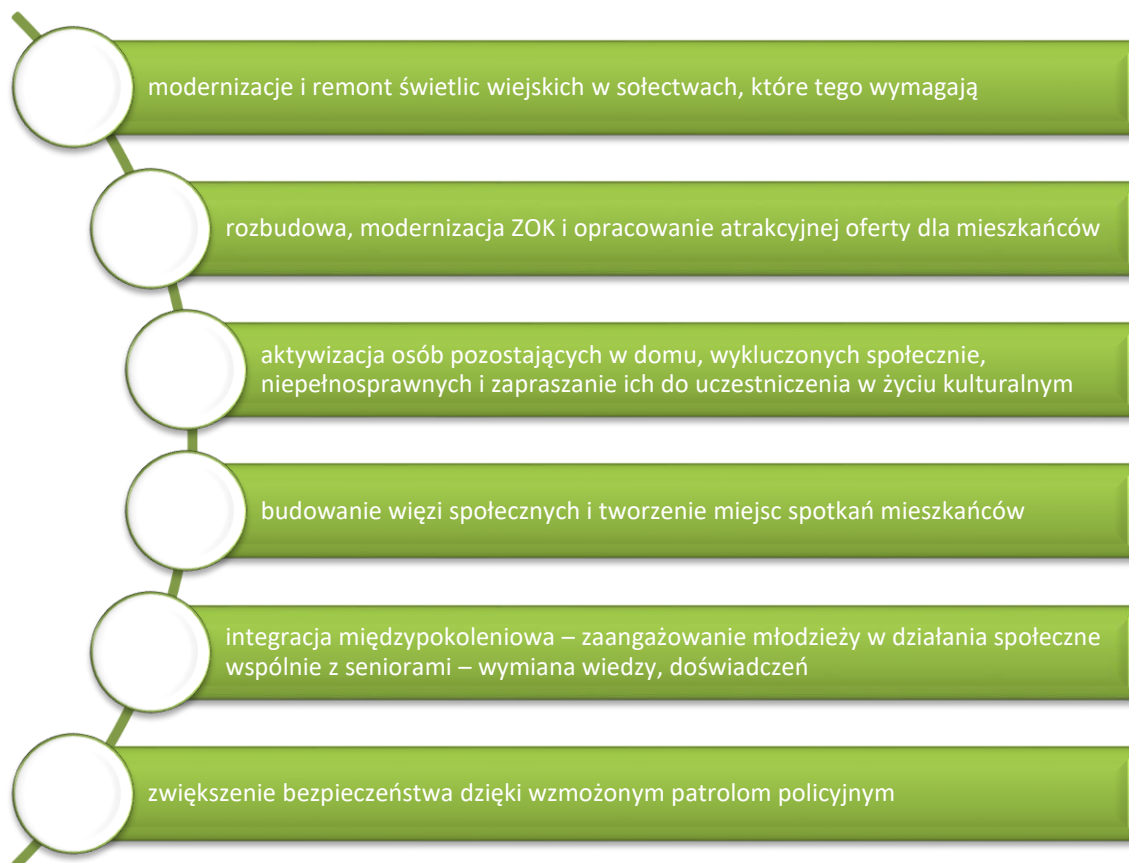 modernizacje i remont świetlic wiejskich w sołectwach, które tego wymagają
rozbudowa, modernizacja ZOK i opracowanie atrakcyjnej oferty dla mieszkańców
aktywizacja osób pozostających w domu, wykluczonych społecznie,
niepełnosprawnych i zapraszanie ich do uczestniczenia w życiu kulturalnym
budowanie więzi społecznych i tworzenie miejsc spotkań mieszkańców
integracja międzypokoleniowa – zaangażowanie młodzieży w działania społeczne
wspólnie z seniorami – wymiana wiedzy, doświadczeń
zwiększenie bezpieczeństwa dzięki wzmożonym patrolom policyjnym